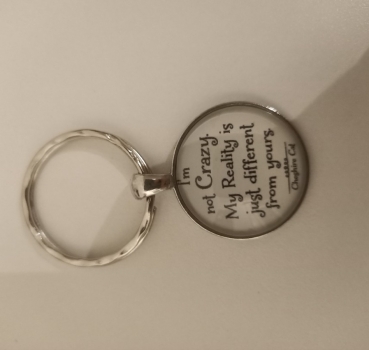 I'm
not Crazy.
My Reality is
just different
from yours.
Cheshire Cat